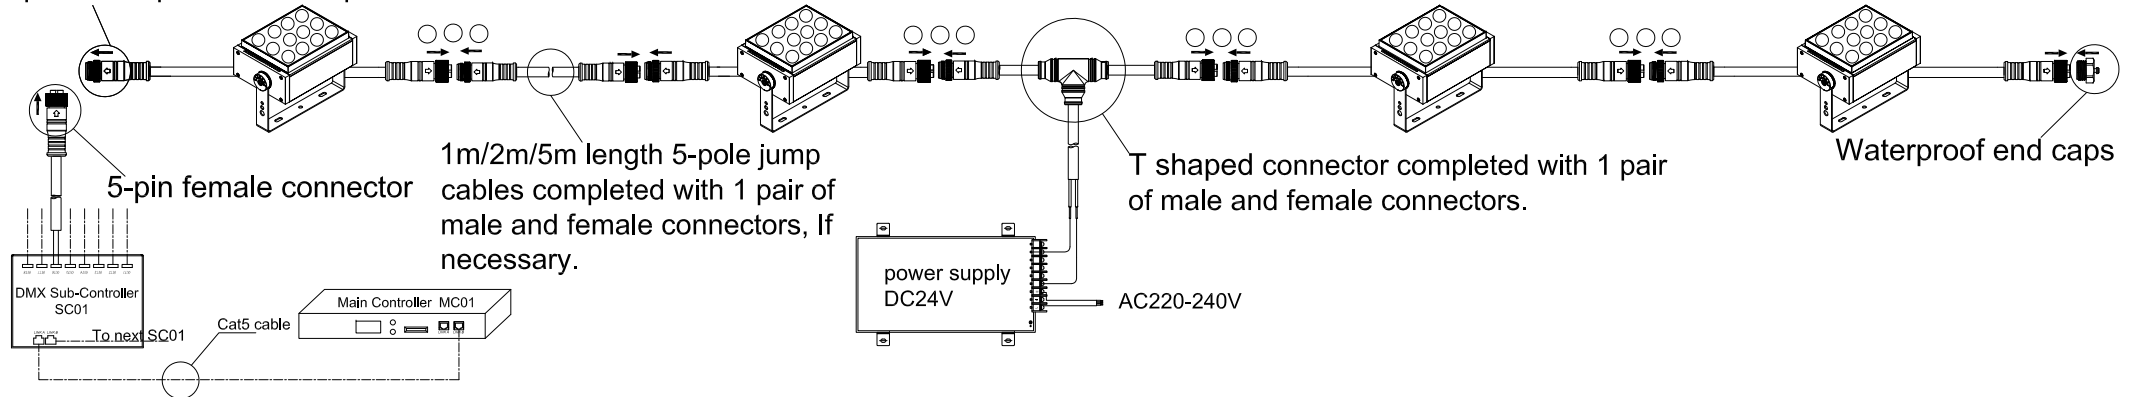 5-pin female connector
1m/2m/5m length 5-pole jump
cables completed with 1 pair of
male and female connectors, If
necessary.
T shaped connector completed with 1 pair
of male and female connectors.
Waterproof end caps
DMX Sub-Controller
SC01
To next SC01
Cat5 cable
Main Controller MC01
power supply
DC24V
AC220-240V